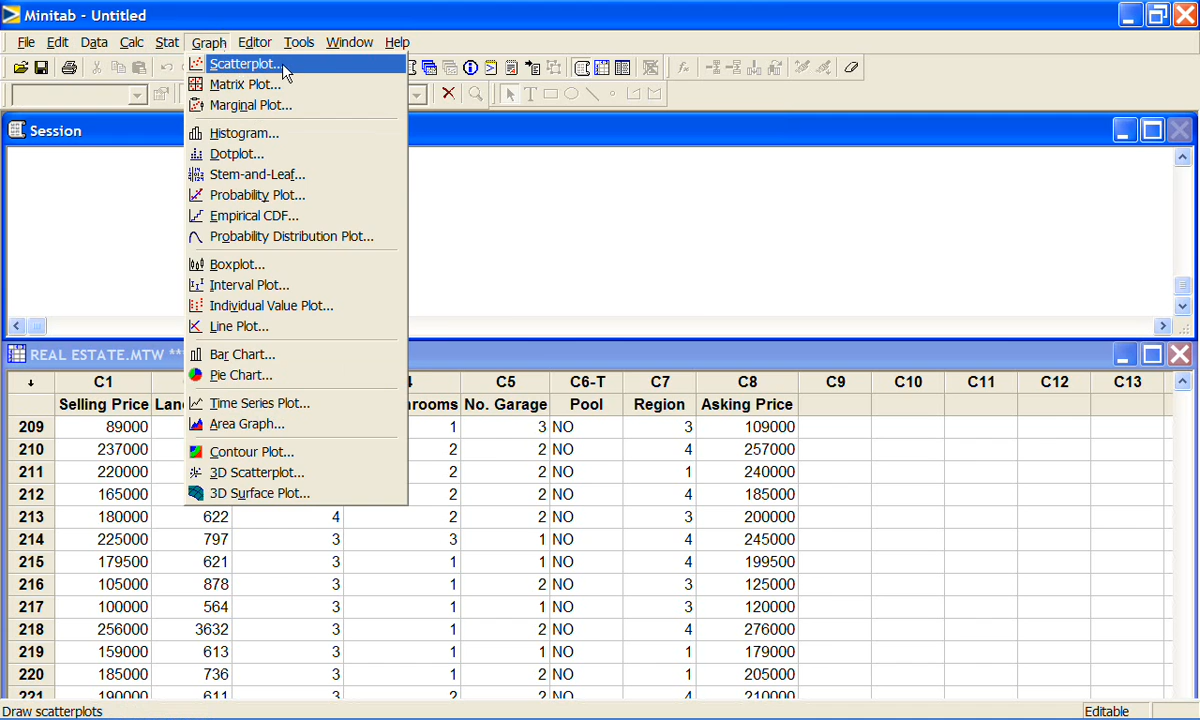 Minitab - Untitled
File Edit Data Calc Stat Graph Editor Tools Window Help
Scatterplot...
Matrix Plot...
Marginal Plot...
Histogram...
Dotplot...
Stem-and-Leaf...
Probability Plot...
Empirical CDF...
Probability Distribution Plot...
Boxplot...
Interval Plot...
Individual Value Plot...
Line Plot...
Bar Chart...
Pie Chart...
Time Series Plot...
Area Graph...
Contour Plot...
3D Scatterplot...
3D Surface Plot...
Session
REAL ESTATE.MTW **
C1 C5 C6-T C7 C8 C9 C10 C11 C12 C13
Selling Price No. Garage Pool Region Asking Price
209 89000 1 3 NO 3 109000
210 237000 2 2 NO 4 257000
211 220000 2 2 NO 1 240000
212 165000 2 2 NO 4 185000
213 180000 622 4 2 2 NO 3 200000
214 225000 797 3 3 1 NO 4 245000
215 179500 621 3 1 1 NO 4 199500
216 105000 878 3 1 2 NO 3 125000
217 100000 564 3 1 1 NO 3 120000
218 256000 3632 3 1 2 NO 4 276000
219 159000 613 3 1 1 NO 1 179000
220 185000 736 3 1 2 NO 1 205000
221 190000 611 3 2 2 NO 4 210000
Draw scatterplots
Editable